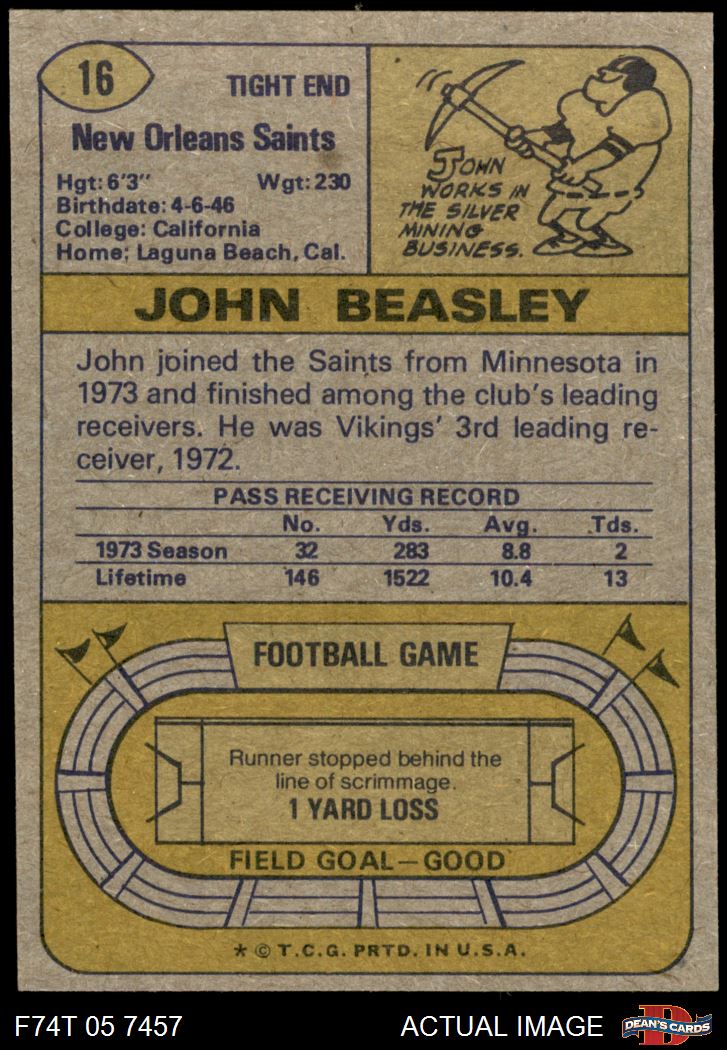 16
TIGHT END
New Orleans Saints
Hgt: 6'3" Wgt: 230
Birthdate: 4-6-46
College: California
Home: Laguna Beach, Cal.
JOHN
WORKS IN
THE SILVER
MINING
BUSINESS.
JOHN BEASLEY
John joined the Saints from Minnesota in
1973 and finished among the club's leading
receivers. He was Vikings' 3rd leading re-
ceiver, 1972.
PASS RECEIVING RECORD
No. Yds. Avg. Tds.
1973 Season 32 283 8.8 2
Lifetime 146 1522 10.4 13
FOOTBALL GAME
Runner stopped behind the
line of scrimmage.
1 YARD LOSS
FIELD GOAL—GOOD
* © T.C.G. PRTD. IN U.S.A.
F74T 05 7457 ACTUAL IMAGE
D
DEAN'S CARDS